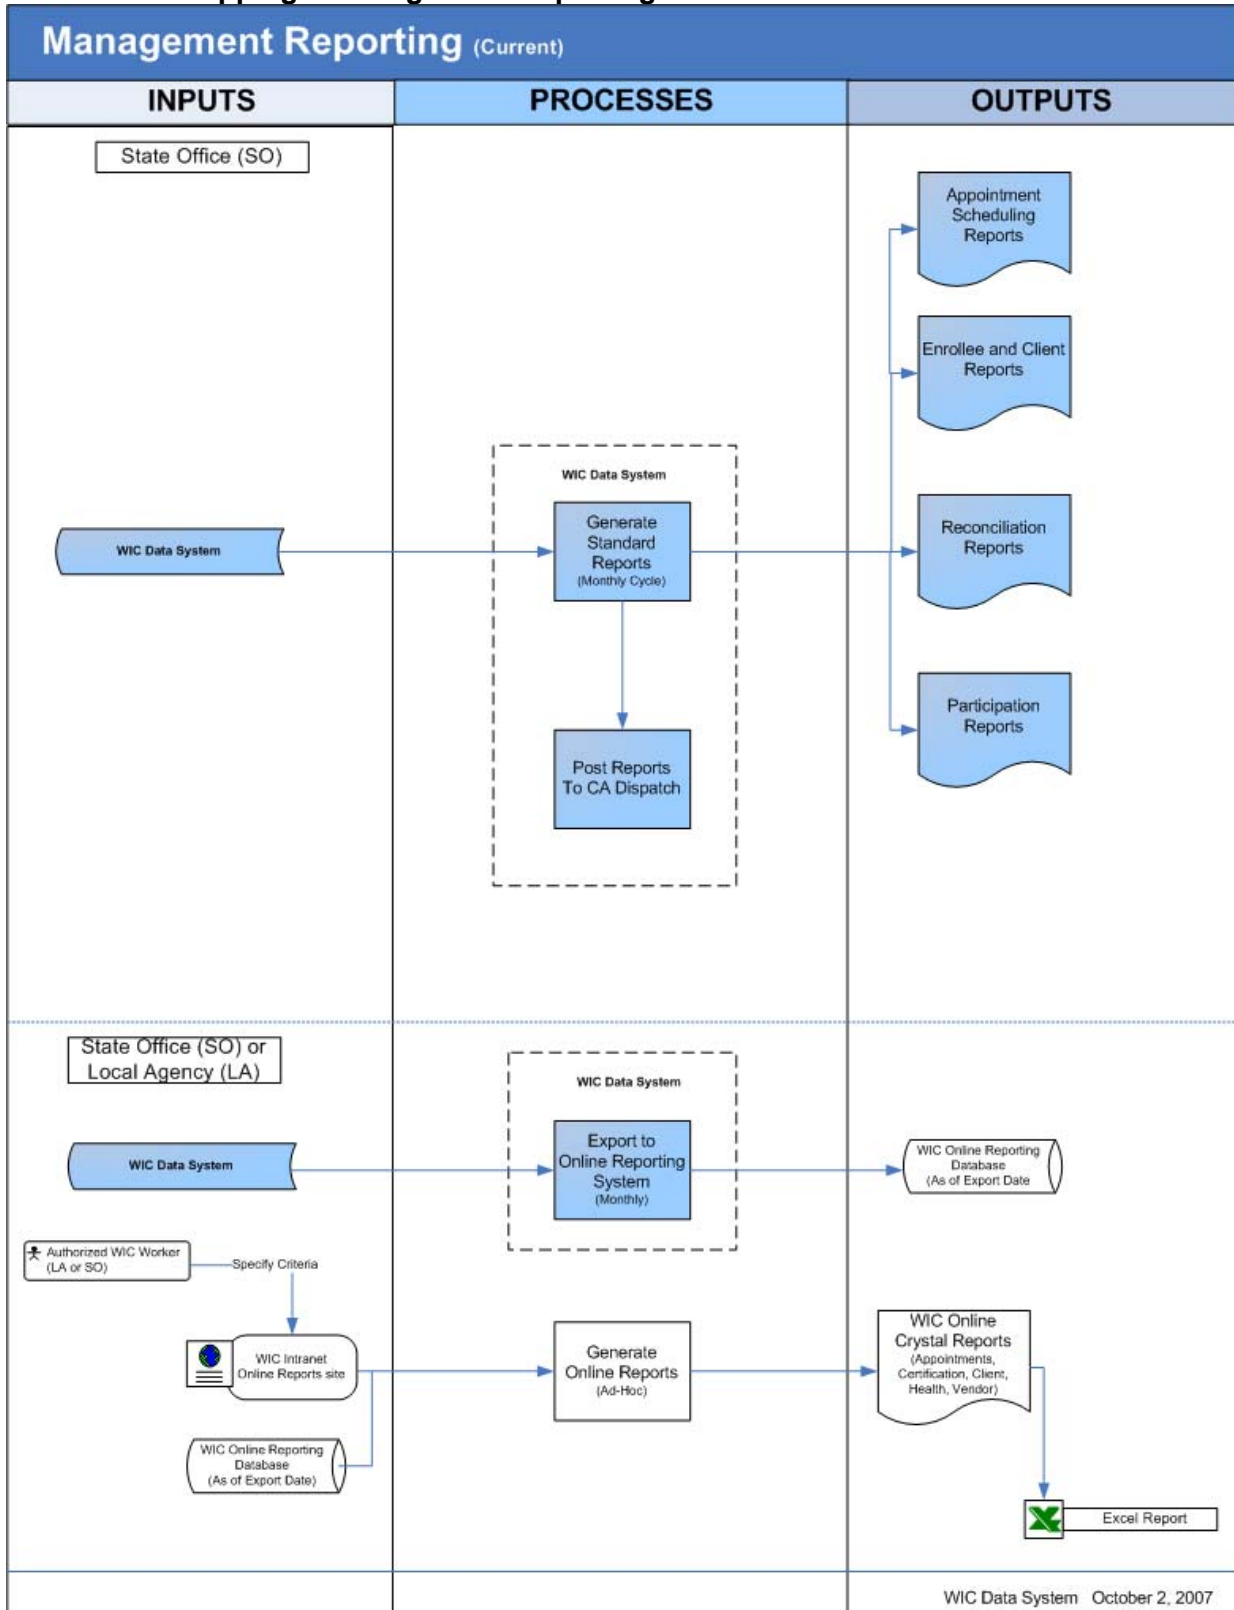 Management Reporting (Current)
INPUTS
PROCESSES
OUTPUTS
State Office (SO)
Appointment
Scheduling
Reports
Enrollee and Client
Reports
WIC Data System
WIC Data System
Generate
Standard
Reports
(Monthly Cycle)
Reconciliation
Reports
Post Reports
To CA Dispatch
Participation
Reports
State Office (SO) or
Local Agency (LA)
WIC Data System
WIC Data System
Export to
Online Reporting
System
(Monthly)
WIC Online Reporting
Database
(As of Export Date
Authorized WIC Worker
(LA or SO)
Specify Criteria
WIC Intranet
Online Reports site
Generate
Online Reports
(Ad-Hoc)
WIC Online
Crystal Reports
(Appointments,
Certification, Client,
Health, Vendor)
WIC Online Reporting
Database
(As of Export Date)
Excel Report
WIC Data System October 2, 2007